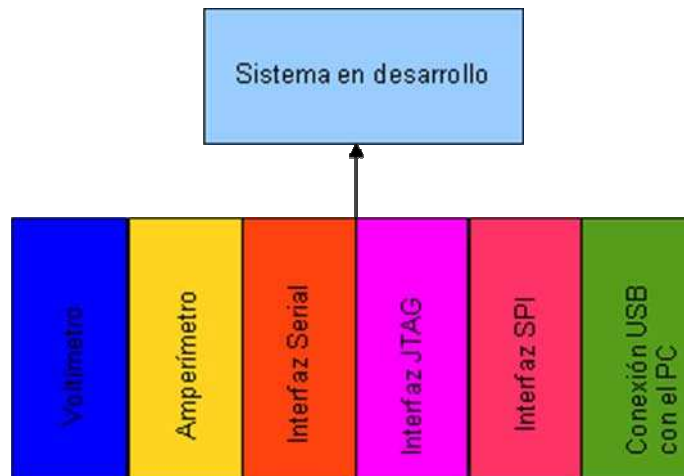 Sistema en desarrollo
Voltímetro
Amperímetro
Interfaz Serial
Interfaz JTAG
Interfaz SPI
Conexión USB
con el PC